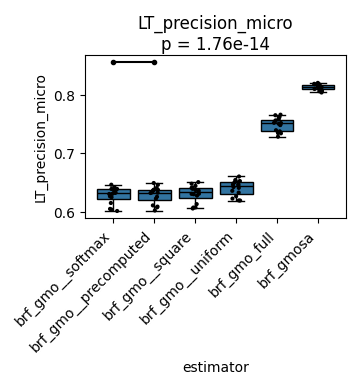 LT_precision_micro
p = 1.76e-14
LT_precision_micro
0.8
0.7
0.6
brf_gmo__softmax
brf_gmo__precomputed
brf_gmo__square
brf_gmo__uniform
brf_gmo_full
brf_gmosa
estimator